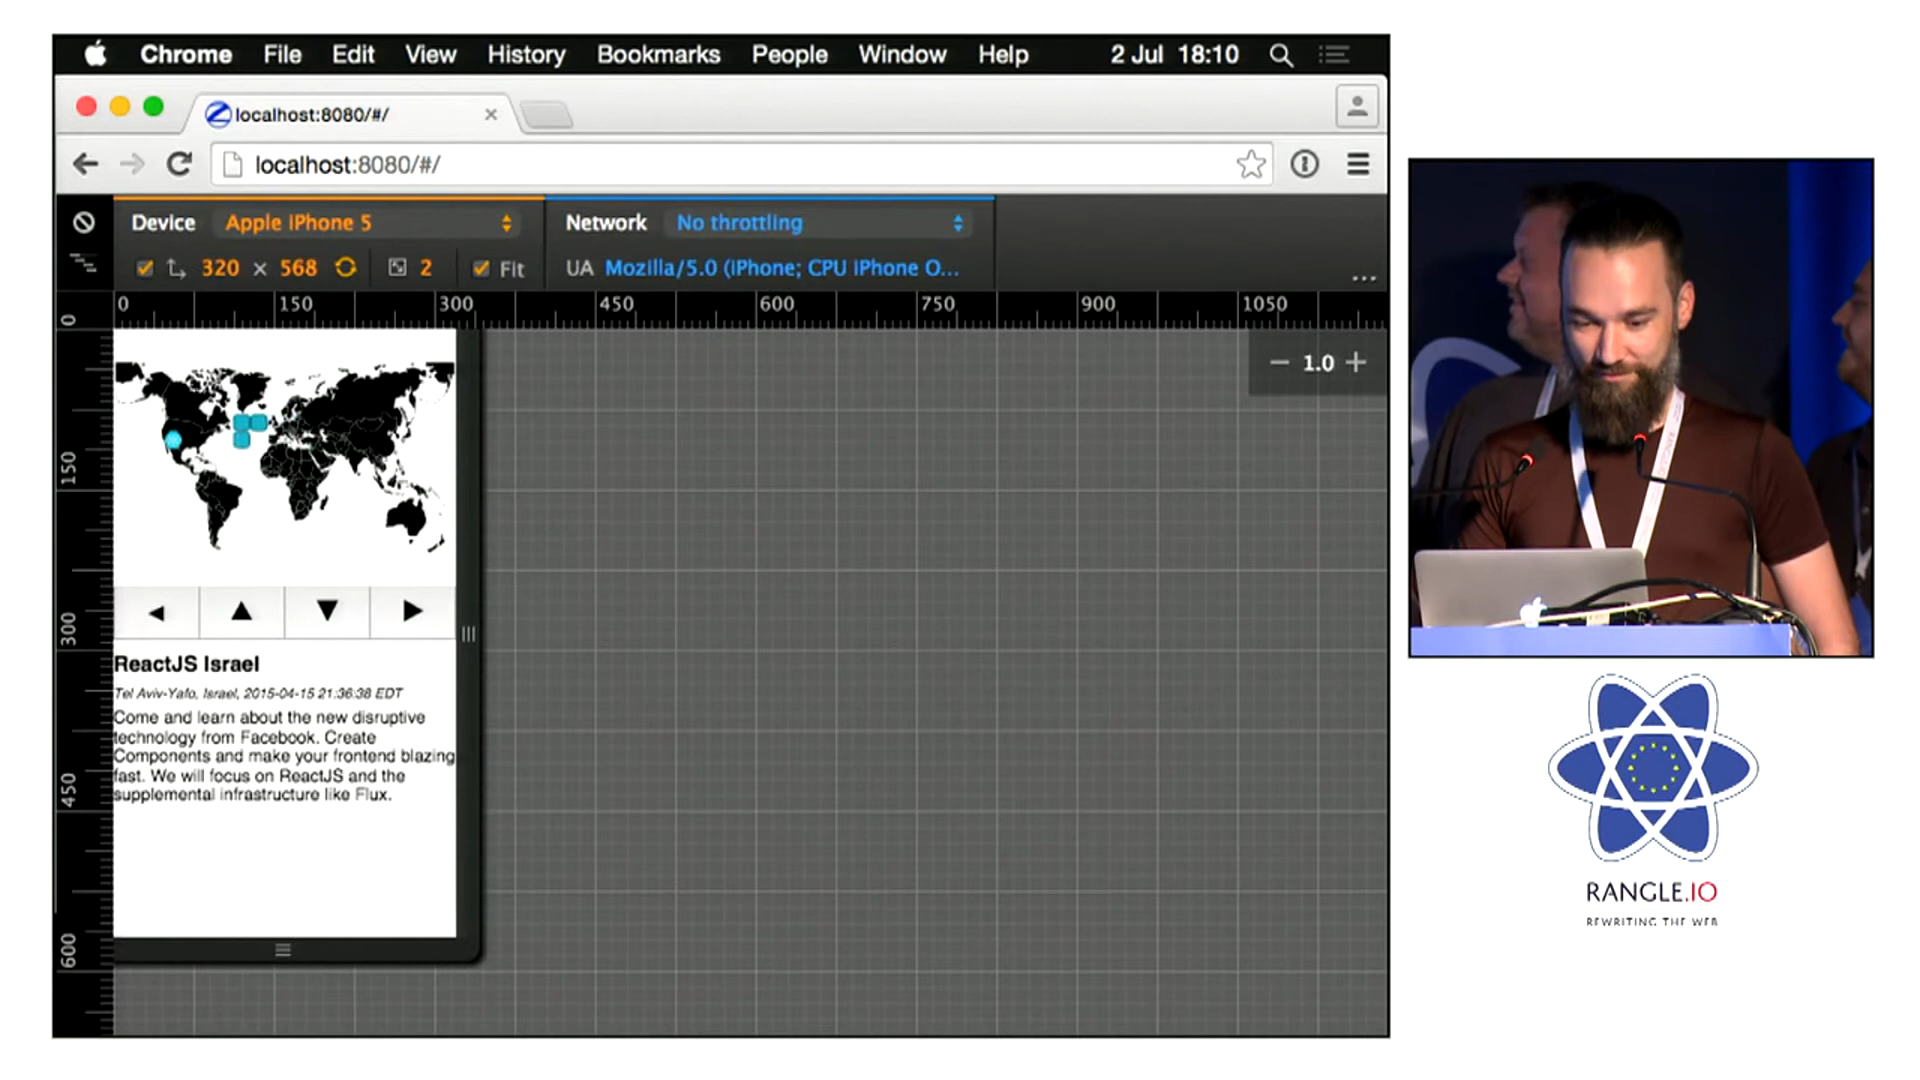 Chrome File Edit View History Bookmarks People Window Help 2 Jul 18:10
localhost:8080/#/
localhost:8080/#/
Device Apple iPhone 5 Network No throttling
320 × 568 2 Fit UA Mozilla/5.0 (iPhone; CPU iPhone O... ...
0 150 300 450 600 750 900 1050
0
150
300
450
600
− 1.0 +
ReactJS Israel
Tel Aviv-Yafo, Israel, 2015-04-15 21:36:38 EDT
Come and learn about the new disruptive
technology from Facebook. Create
Components and make your frontend blazing
fast. We will focus on ReactJS and the
supplemental infrastructure like Flux.
RANGLE.IO
REWRITING THE WEB